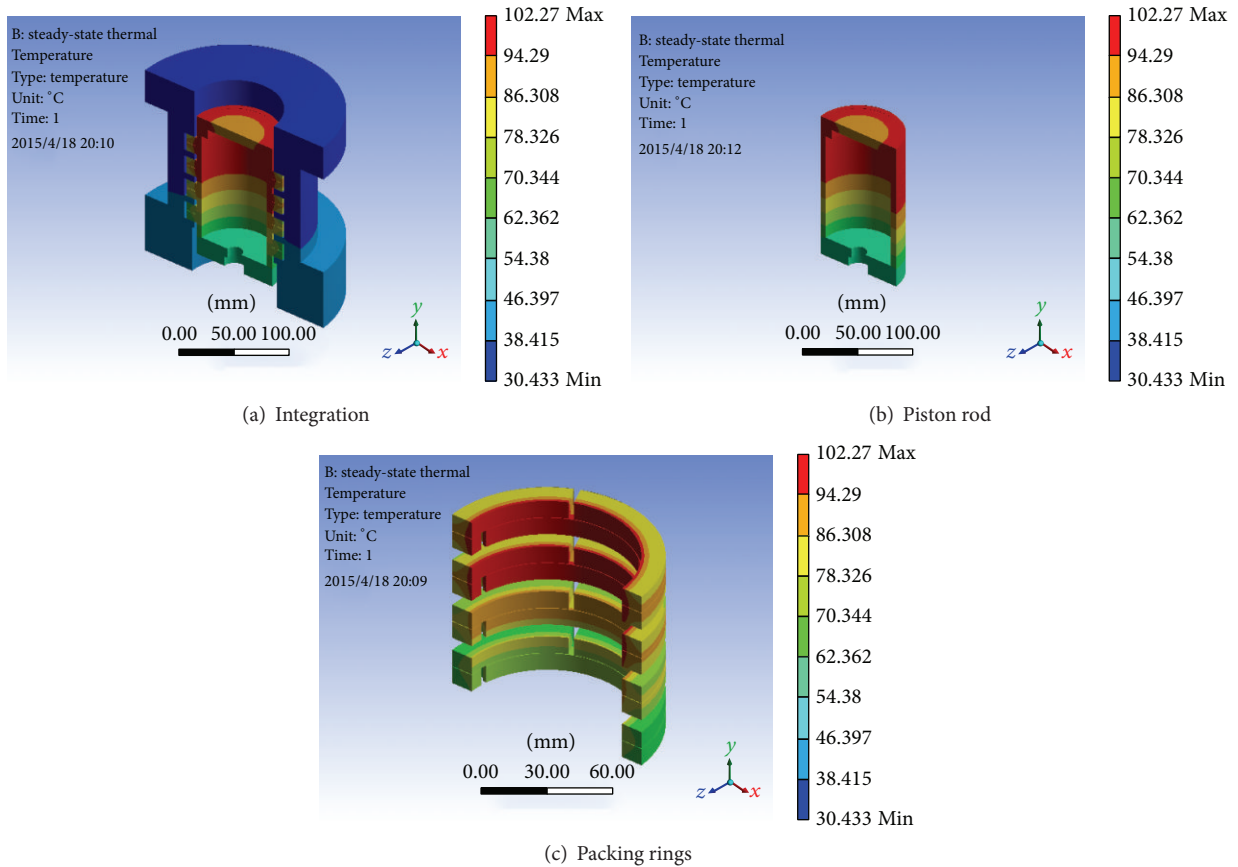 B: steady-state thermal
Temperature
Type: temperature
Unit: °C
Time: 1
2015/4/18 20:10
102.27 Max
94.29
86.308
78.326
70.344
62.362
54.38
46.397
38.415
30.433 Min
(mm)
0.00 50.00 100.00
y
z x
(a) Integration
B: steady-state thermal
Temperature
Type: temperature
Unit: °C
Time: 1
2015/4/18 20:12
102.27 Max
94.29
86.308
78.326
70.344
62.362
54.38
46.397
38.415
30.433 Min
(mm)
0.00 50.00 100.00
y
z x
(b) Piston rod
B: steady-state thermal
Temperature
Type: temperature
Unit: °C
Time: 1
2015/4/18 20:09
102.27 Max
94.29
86.308
78.326
70.344
62.362
54.38
46.397
38.415
30.433 Min
(mm)
0.00 30.00 60.00
y
z x
(c) Packing rings